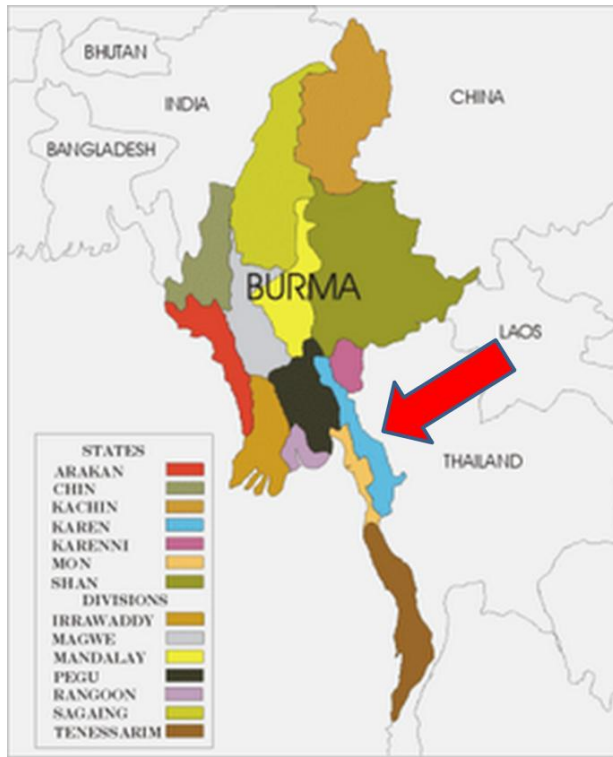 BHUTAN
INDIA
CHINA
BANGLADESH
BURMA
LAOS
THAILAND
STATES
ARAKAN
CHIN
KACHIN
KAREN
KARENNI
MON
SHAN
DIVISIONS
IRRAWADDY
MAGWE
MANDALAY
PEGU
RANGOON
SAGAING
TENESSARIM